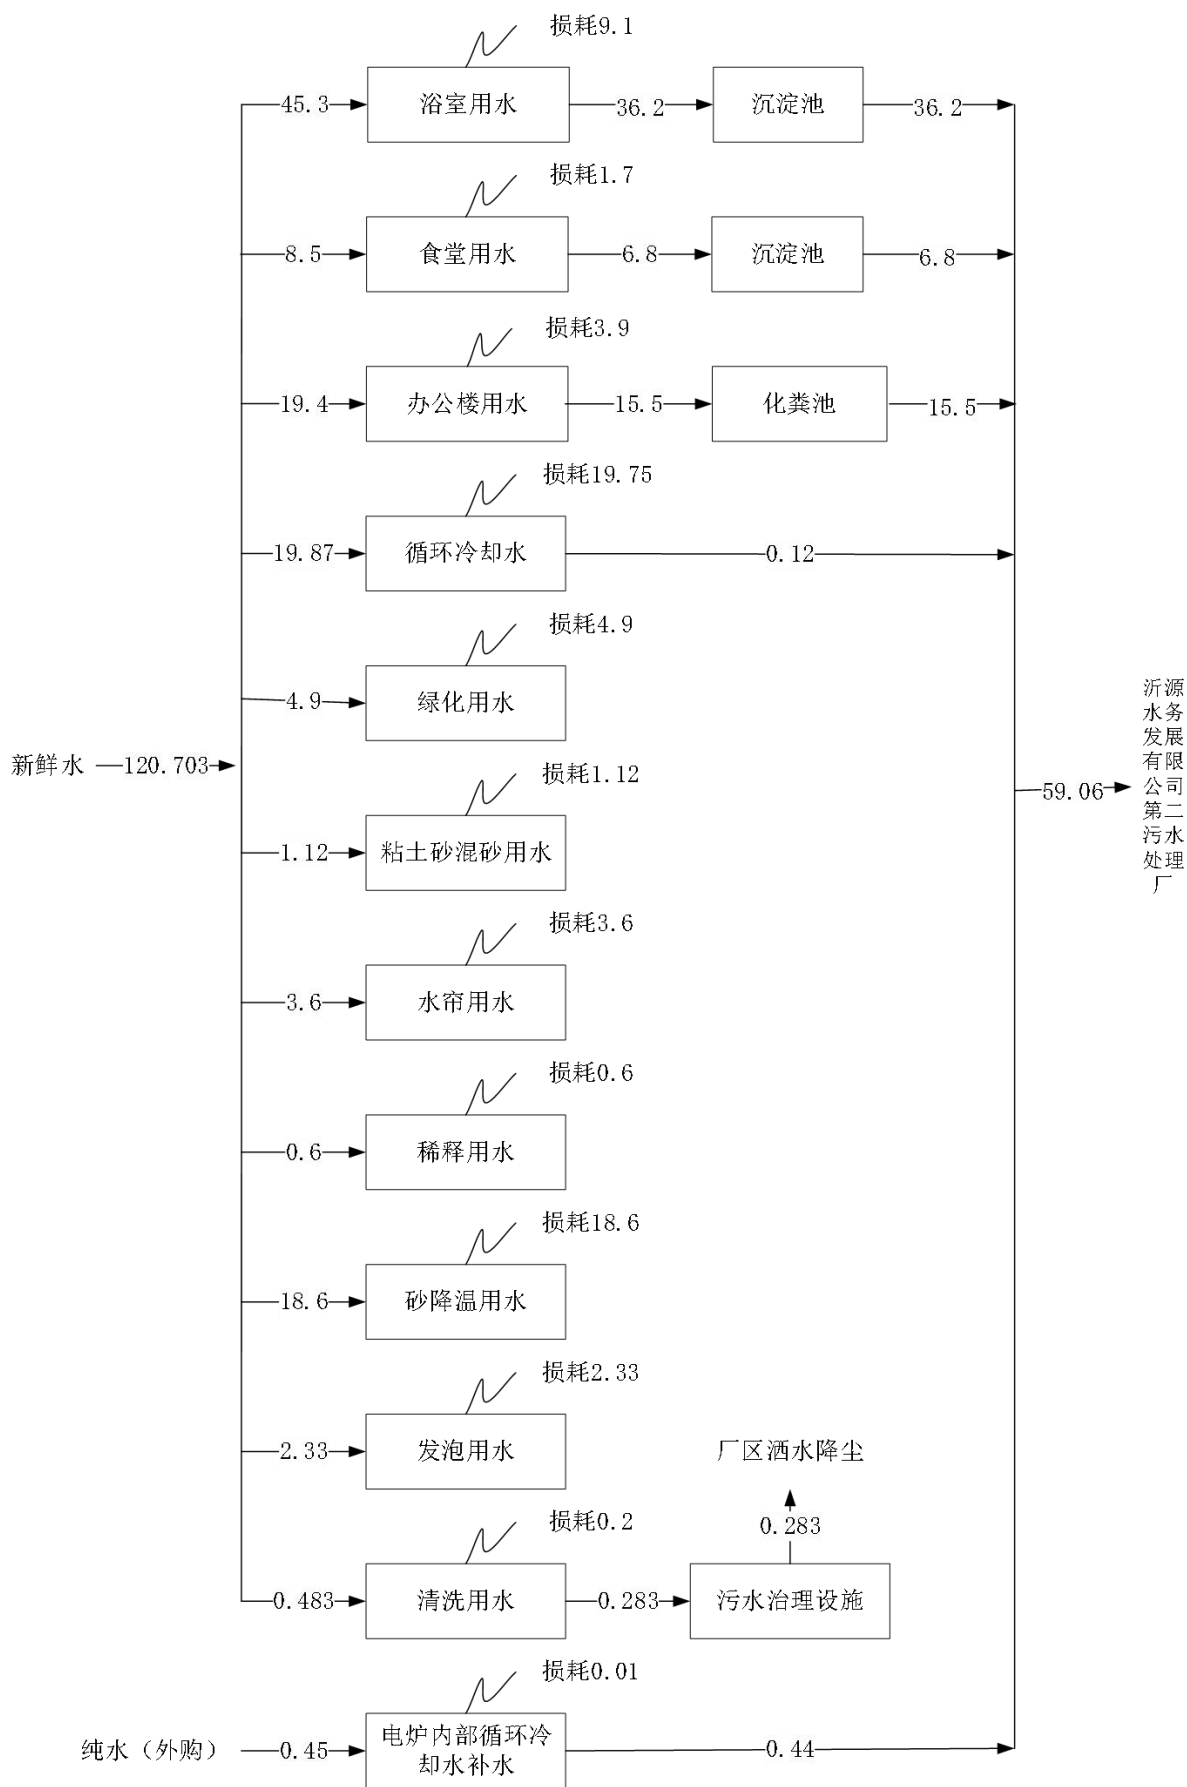 损耗9.1
45.3
浴室用水
36.2
沉淀池
36.2
损耗1.7
8.5
食堂用水
6.8
沉淀池
6.8
损耗3.9
19.4
办公楼用水
15.5
化粪池
15.5
损耗19.75
19.87
循环冷却水
0.12
损耗4.9
4.9
绿化用水
新鲜水
120.703
损耗1.12
1.12
粘土砂混砂用水
59.06
沂源
水务
发展
有限
公司
第二
污水
处理
厂
损耗3.6
3.6
水帘用水
损耗0.6
0.6
稀释用水
损耗18.6
18.6
砂降温用水
损耗2.33
2.33
发泡用水
厂区洒水降尘
0.283
损耗0.2
0.483
清洗用水
0.283
污水治理设施
损耗0.01
纯水（外购）
0.45
电炉内部循环冷
却水补水
0.44